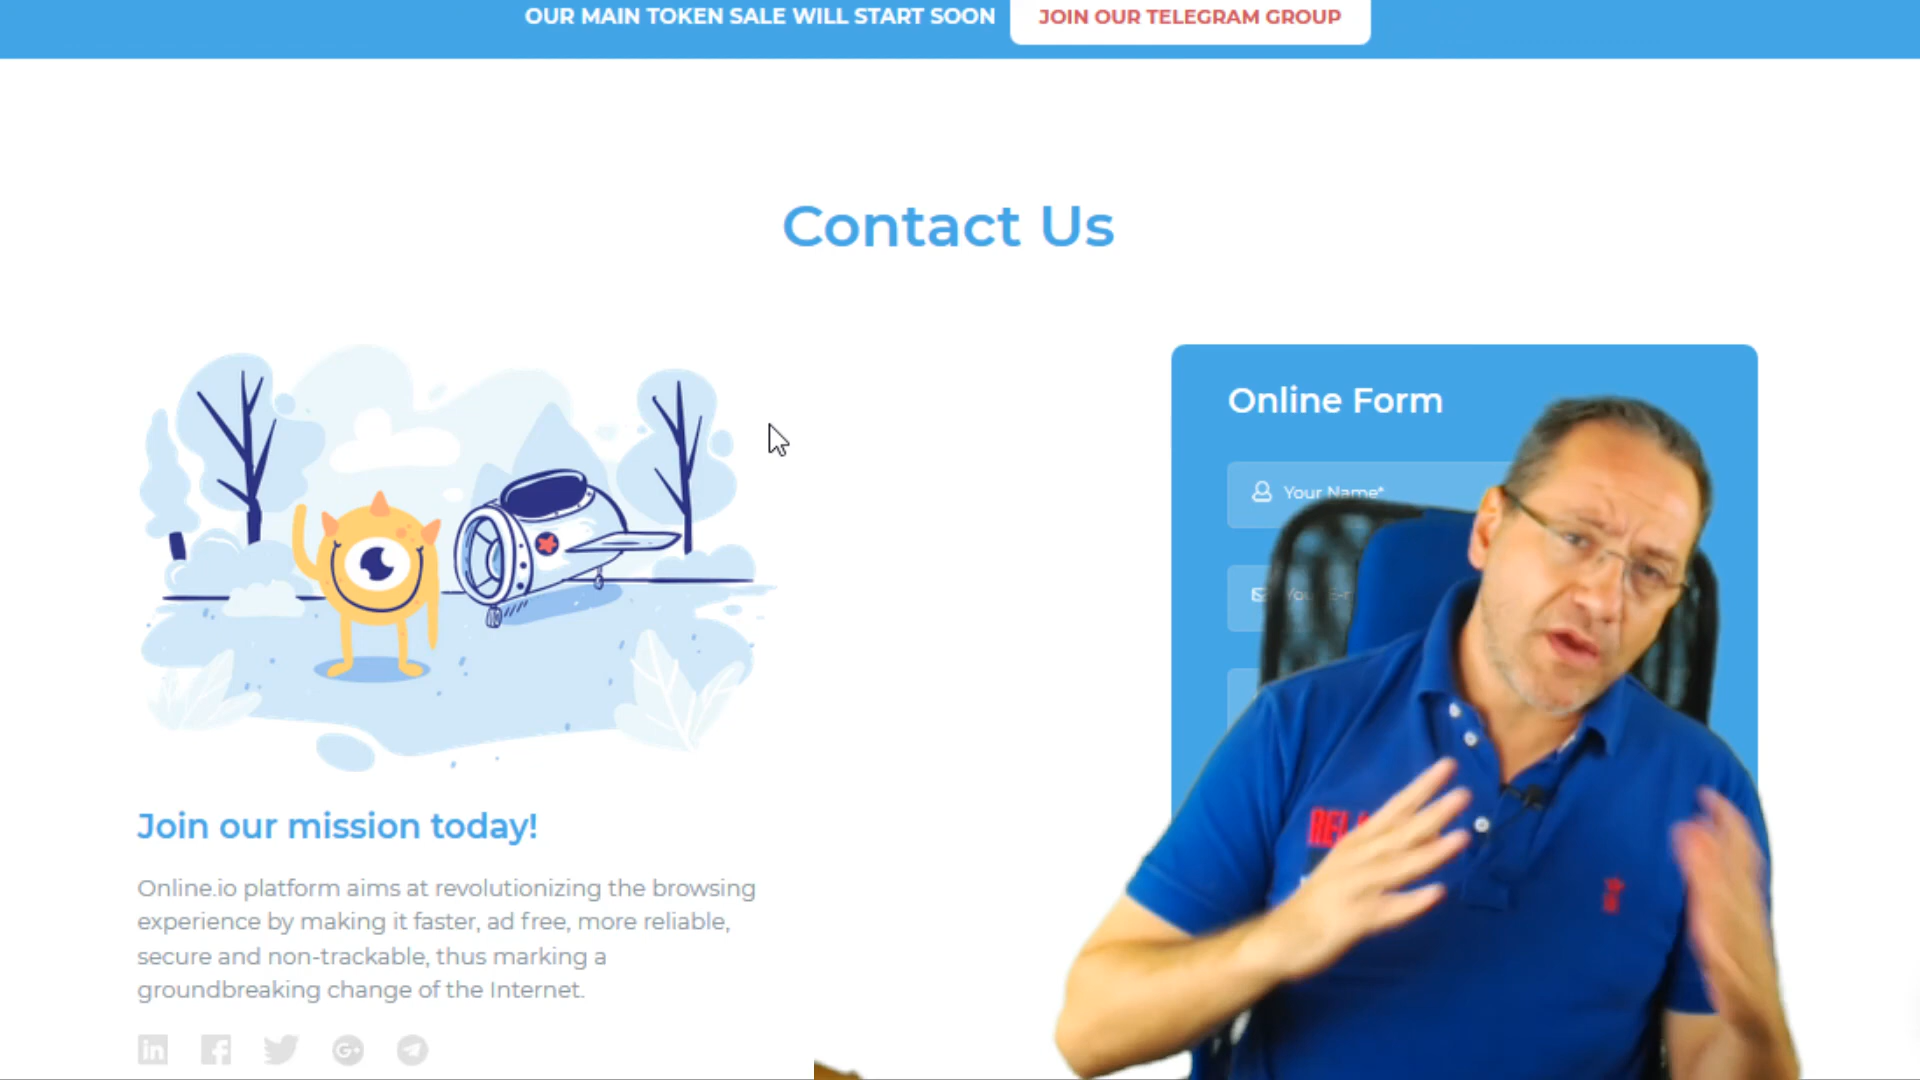 OUR MAIN TOKEN SALE WILL START SOON
JOIN OUR TELEGRAM GROUP
Contact Us
Online Form
Your Name*
Join our mission today!
Online.io platform aims at revolutionizing the browsing
experience by making it faster, ad free, more reliable,
secure and non-trackable, thus marking a
groundbreaking change of the Internet.